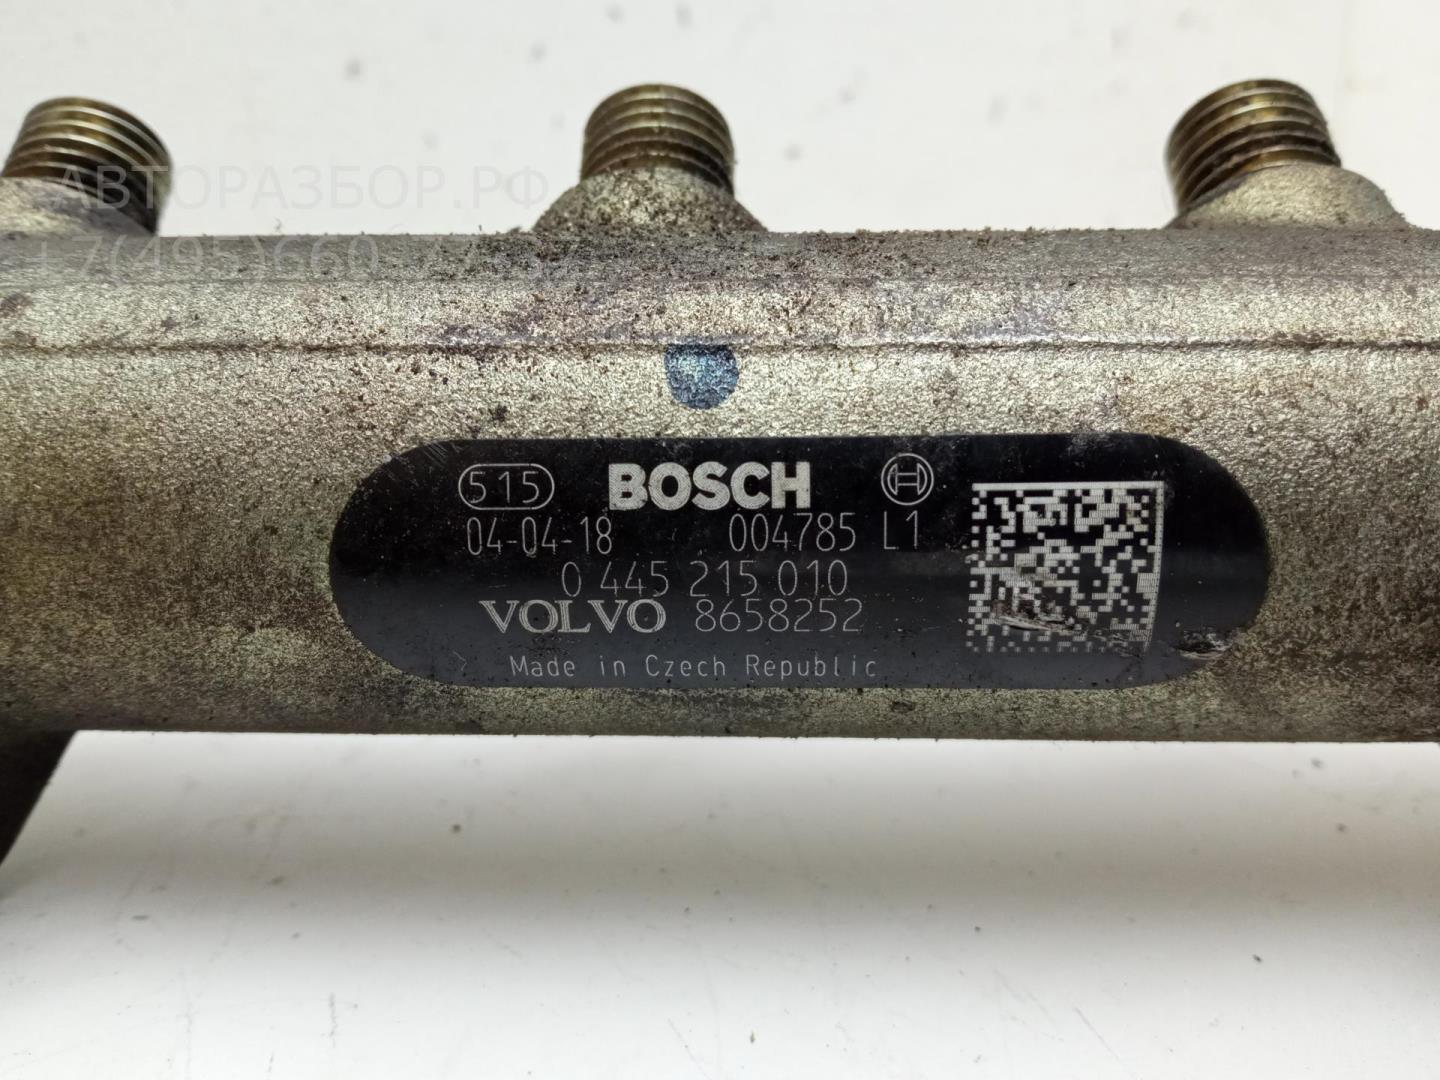 АВТОРАЗБОР.РФ
515 BOSCH
04-04-18 004785 L1
0 445 215 010
VOLVO 8658252
Made in Czech Republic